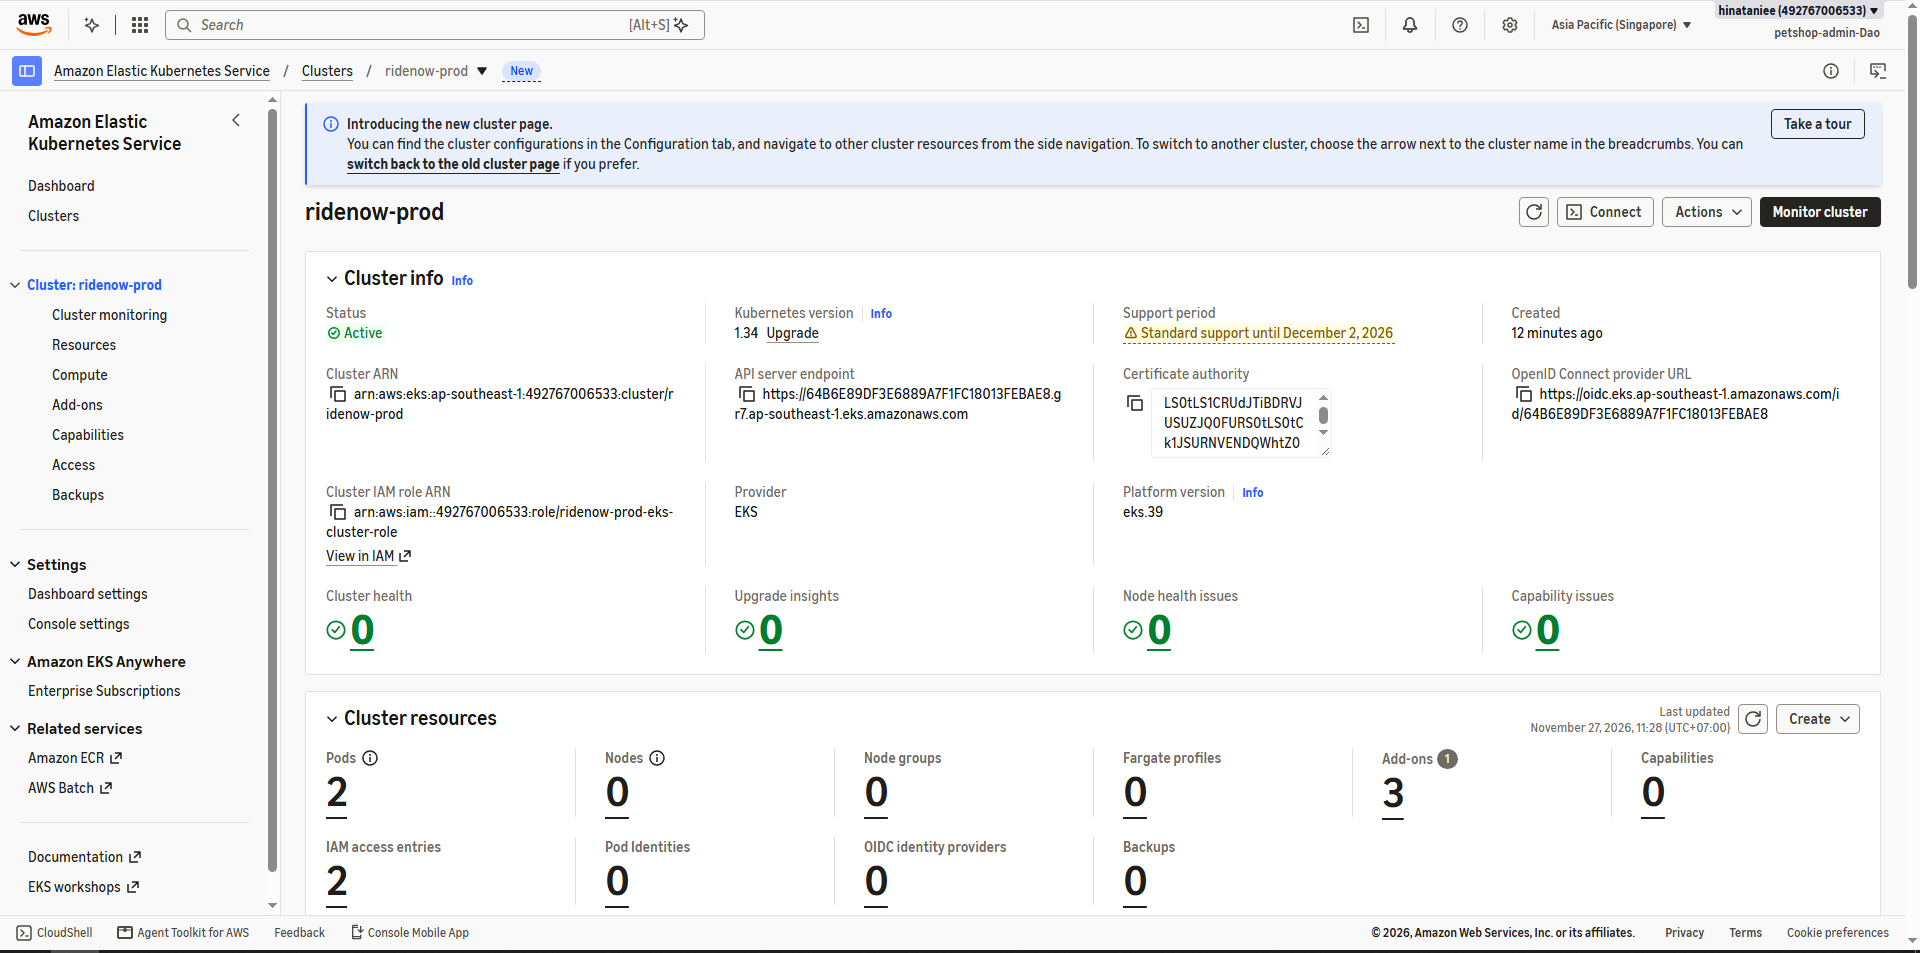 aws
Search
[Alt+S]
Asia Pacific (Singapore)
hinataniee (492767006533)
petshop-admin-Dao
Amazon Elastic Kubernetes Service / Clusters / ridenow-prod New
Amazon Elastic
Kubernetes Service
Dashboard
Clusters
Cluster: ridenow-prod
Cluster monitoring
Resources
Compute
Add-ons
Capabilities
Access
Backups
Settings
Dashboard settings
Console settings
Amazon EKS Anywhere
Enterprise Subscriptions
Related services
Amazon ECR
AWS Batch
Documentation
EKS workshops
Introducing the new cluster page.
You can find the cluster configurations in the Configuration tab, and navigate to other cluster resources from the side navigation. To switch to another cluster, choose the arrow next to the cluster name in the breadcrumbs. You can
switch back to the old cluster page if you prefer.
Take a tour
ridenow-prod
Connect
Actions
Monitor cluster
Cluster info Info
Status
Active
Kubernetes version Info
1.34 Upgrade
Support period
Standard support until December 2, 2026
Created
12 minutes ago
Cluster ARN
arn:aws:eks:ap-southeast-1:492767006533:cluster/r
idenow-prod
API server endpoint
https://64B6E89DF3E6889A7F1FC18013FEBAE8.g
r7.ap-southeast-1.eks.amazonaws.com
Certificate authority
LS0tLS1CRUdJTiBDRVJ
USUZJQ0FURS0tLS0tC
k1JSURNVENDQWhtZ0
OpenID Connect provider URL
https://oidc.eks.ap-southeast-1.amazonaws.com/i
d/64B6E89DF3E6889A7F1FC18013FEBAE8
Cluster IAM role ARN
arn:aws:iam::492767006533:role/ridenow-prod-eks-
cluster-role
View in IAM
Provider
EKS
Platform version Info
eks.39
Cluster health
0
Upgrade insights
0
Node health issues
0
Capability issues
0
Cluster resources
Last updated
November 27, 2026, 11:28 (UTC+07:00)
Create
Pods
2
Nodes
0
Node groups
0
Fargate profiles
0
Add-ons 1
3
Capabilities
0
IAM access entries
2
Pod Identities
0
OIDC identity providers
0
Backups
0
CloudShell
Agent Toolkit for AWS
Feedback
Console Mobile App
© 2026, Amazon Web Services, Inc. or its affiliates.
Privacy
Terms
Cookie preferences